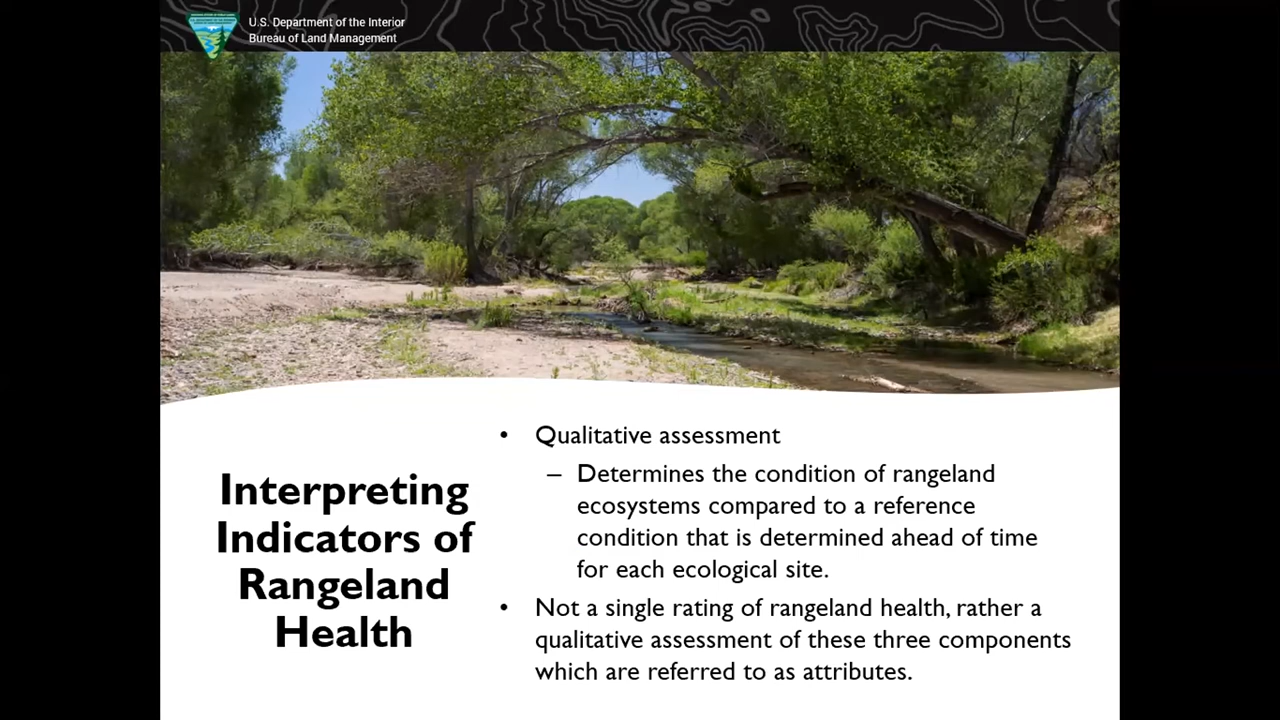 U.S. Department of the Interior
Bureau of Land Management
Interpreting
Indicators of
Rangeland
Health
• Qualitative assessment
– Determines the condition of rangeland
ecosystems compared to a reference
condition that is determined ahead of time
for each ecological site.
• Not a single rating of rangeland health, rather a
qualitative assessment of these three components
which are referred to as attributes.